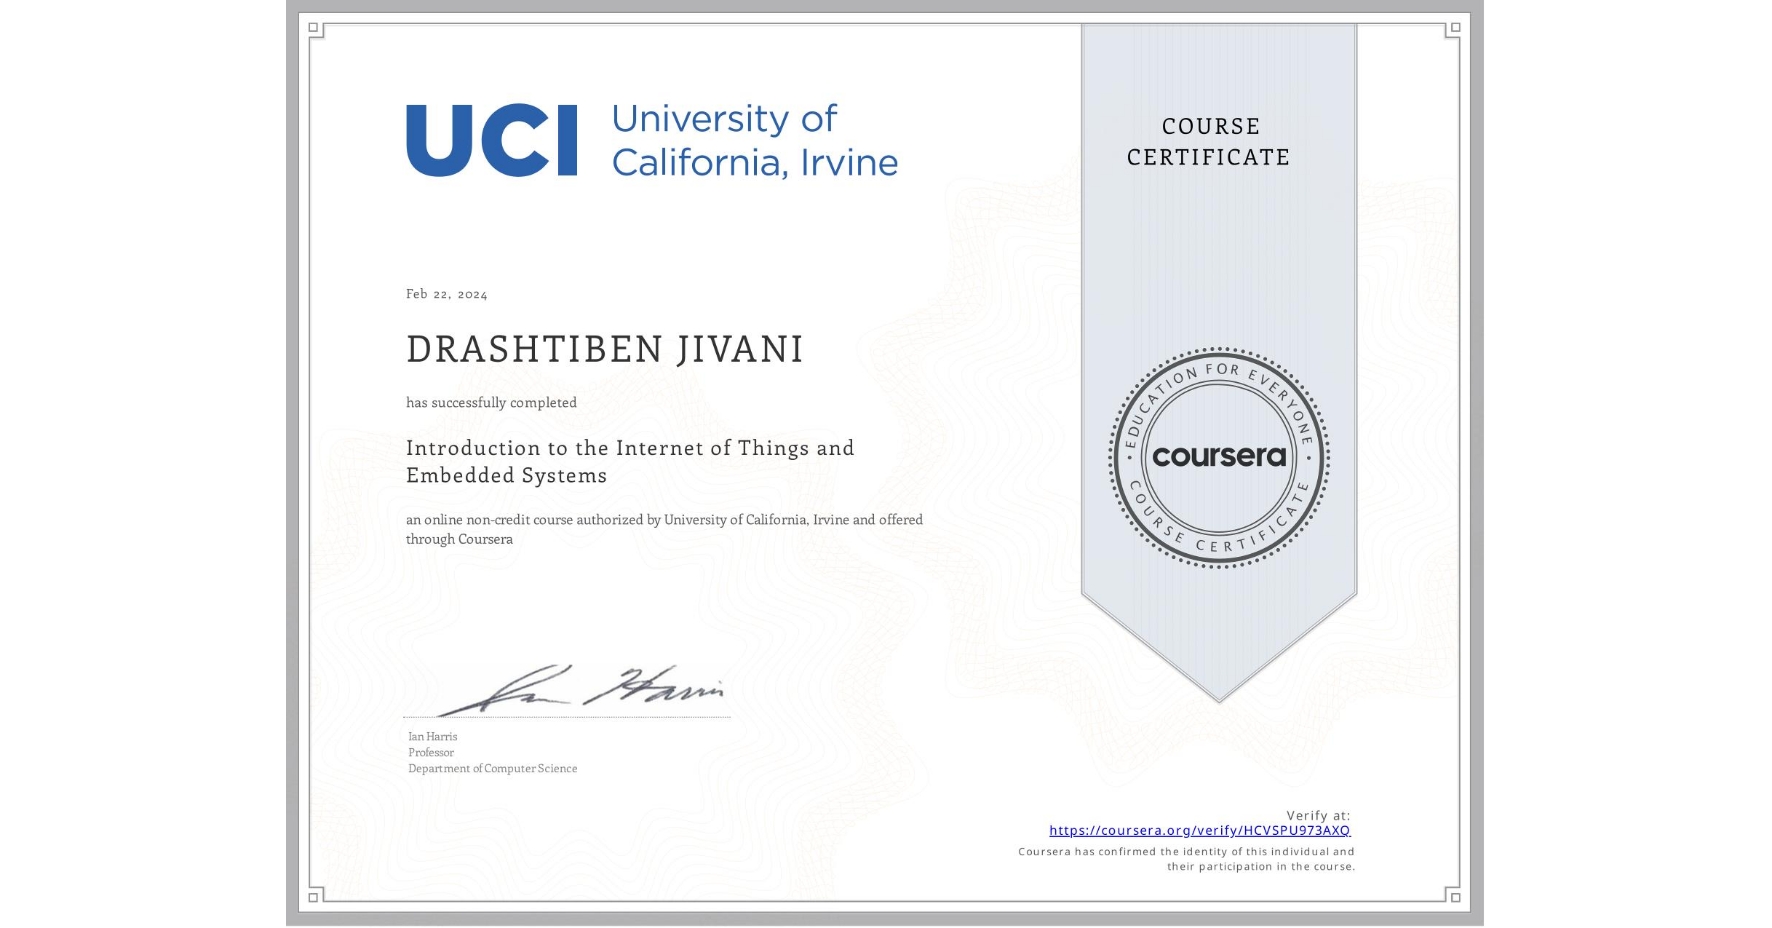 UCI University of
California, Irvine
COURSE
CERTIFICATE
Feb 22, 2024
DRASHTIBEN JIVANI
has successfully completed
Introduction to the Internet of Things and
Embedded Systems
an online non-credit course authorized by University of California, Irvine and offered
through Coursera
EDUCATION FOR EVERYONE
coursera
COURSE CERTIFICATE
Ian Harris
Ian Harris
Professor
Department of Computer Science
Verify at:
https://coursera.org/verify/HCVSPU973AXQ
Coursera has confirmed the identity of this individual and
their participation in the course.